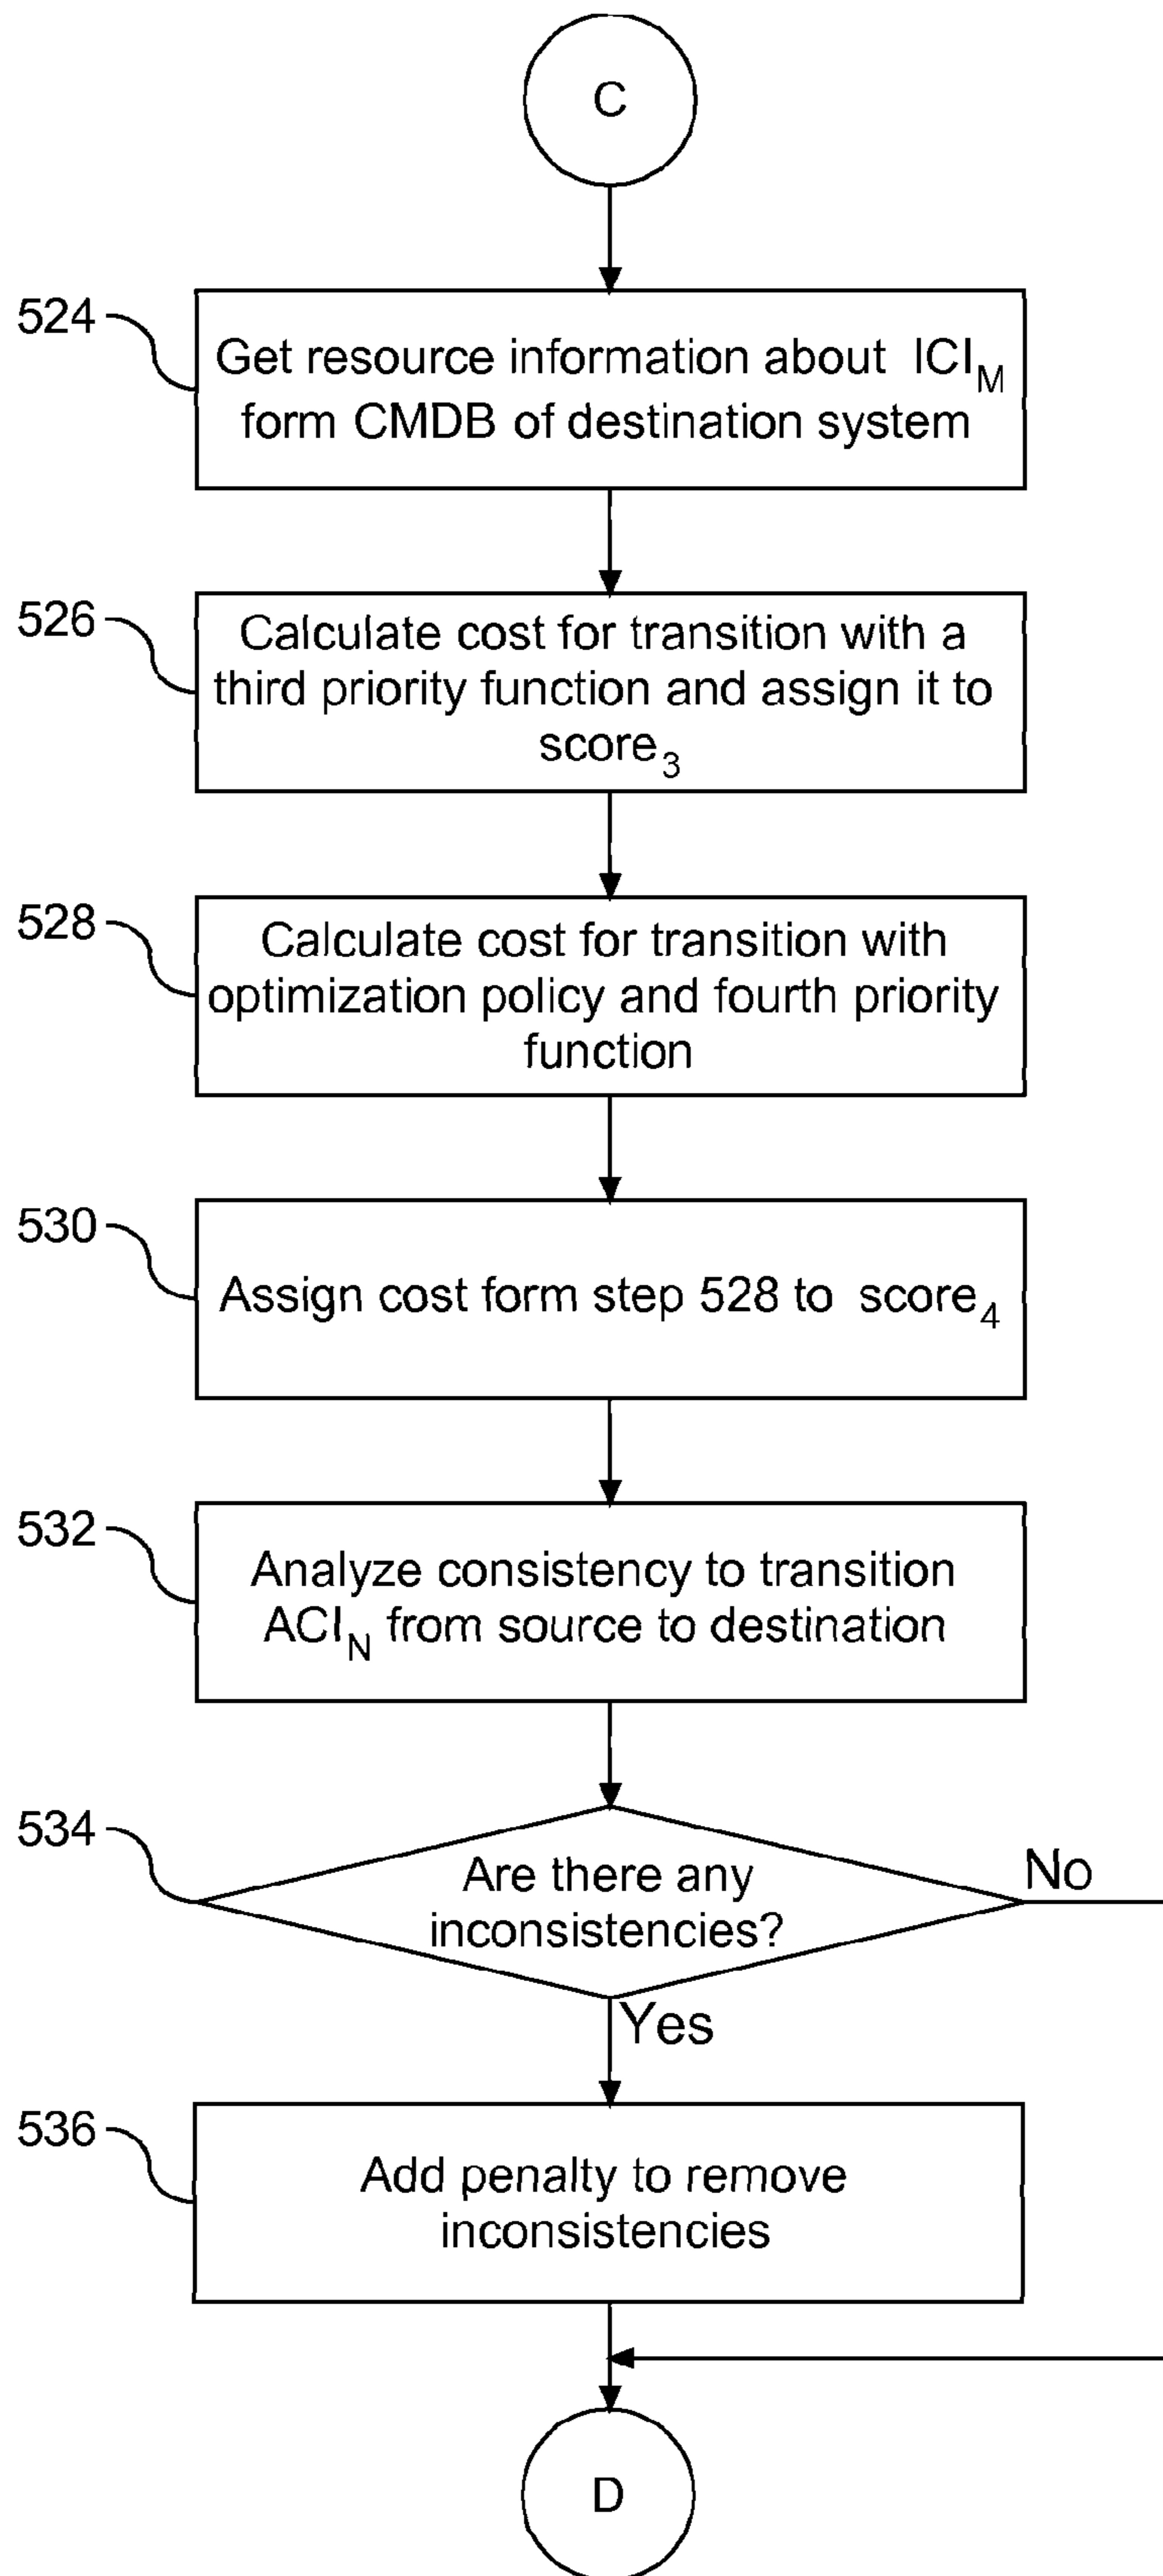 C
524
Get resource information about ICI_M
form CMDB of destination system
526
Calculate cost for transition with a
third priority function and assign it to
score_3
528
Calculate cost for transition with
optimization policy and fourth priority
function
530
Assign cost form step 528 to score_4
532
Analyze consistency to transition
ACI_N from source to destination
534
Are there any
inconsistencies?
No
Yes
536
Add penalty to remove
inconsistencies
D